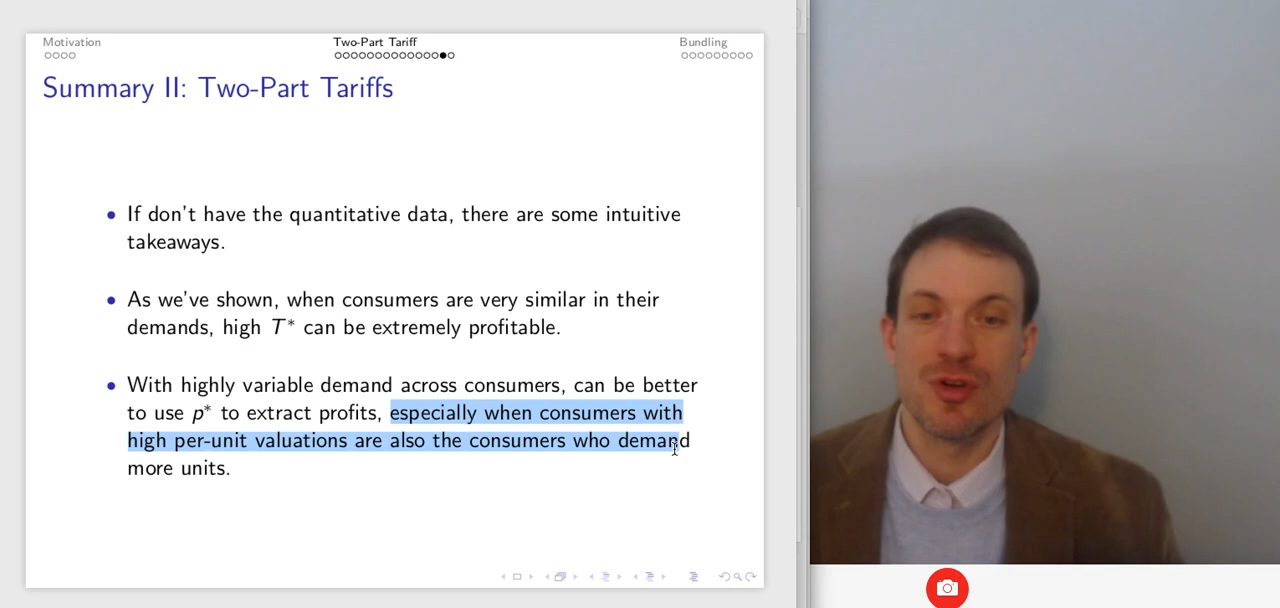 Motivation
Two-Part Tariff
Bundling
Summary II: Two-Part Tariffs
• If don't have the quantitative data, there are some intuitive
takeaways.
• As we've shown, when consumers are very similar in their
demands, high T* can be extremely profitable.
• With highly variable demand across consumers, can be better
to use p* to extract profits, especially when consumers with
high per-unit valuations are also the consumers who demand
more units.